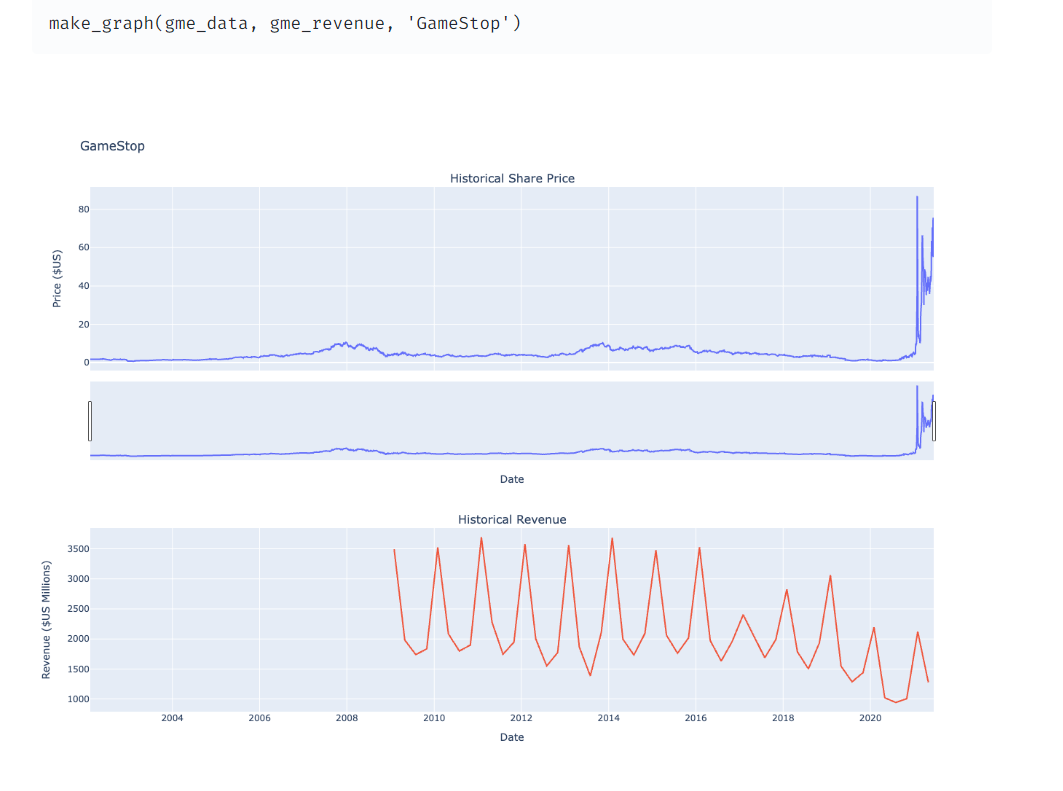 make_graph(gme_data, gme_revenue, 'GameStop')
GameStop
Historical Share Price
80
60
40
20
0
Price ($US)
Date
Historical Revenue
3500
3000
2500
2000
1500
1000
Revenue ($US Millions)
2004 2006 2008 2010 2012 2014 2016 2018 2020
Date